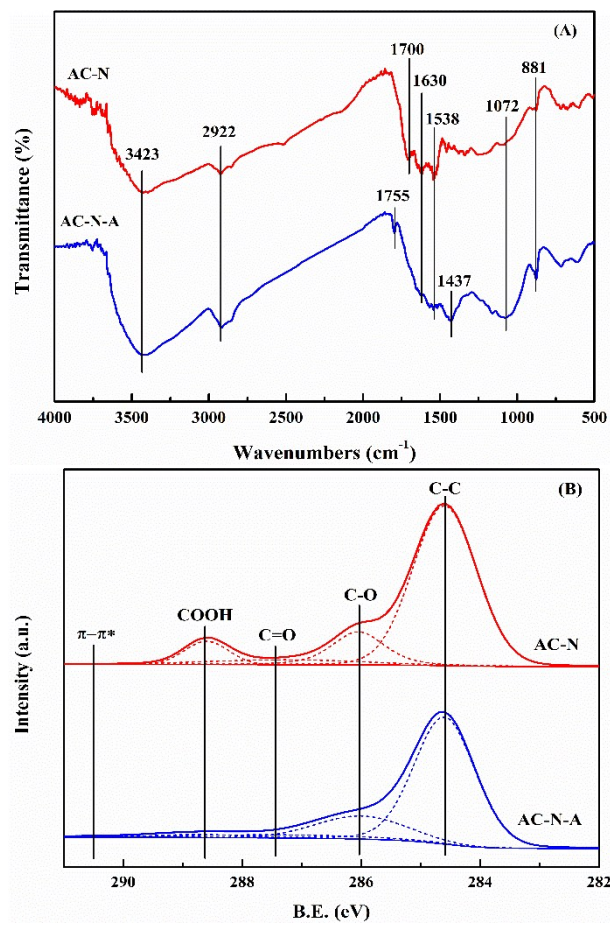 (A)
1700
AC-N
1630
881
1538
1072
3423
2922
AC-N-A
1755
1437
Transmittance (%)
4000 3500 3000 2500 2000 1500 1000 500
Wavenumbers (cm⁻¹)
(B)
C-C
C-O
COOH
C=O
π−π*
AC-N
AC-N-A
Intensity (a.u.)
290 288 286 284 282
B.E. (eV)